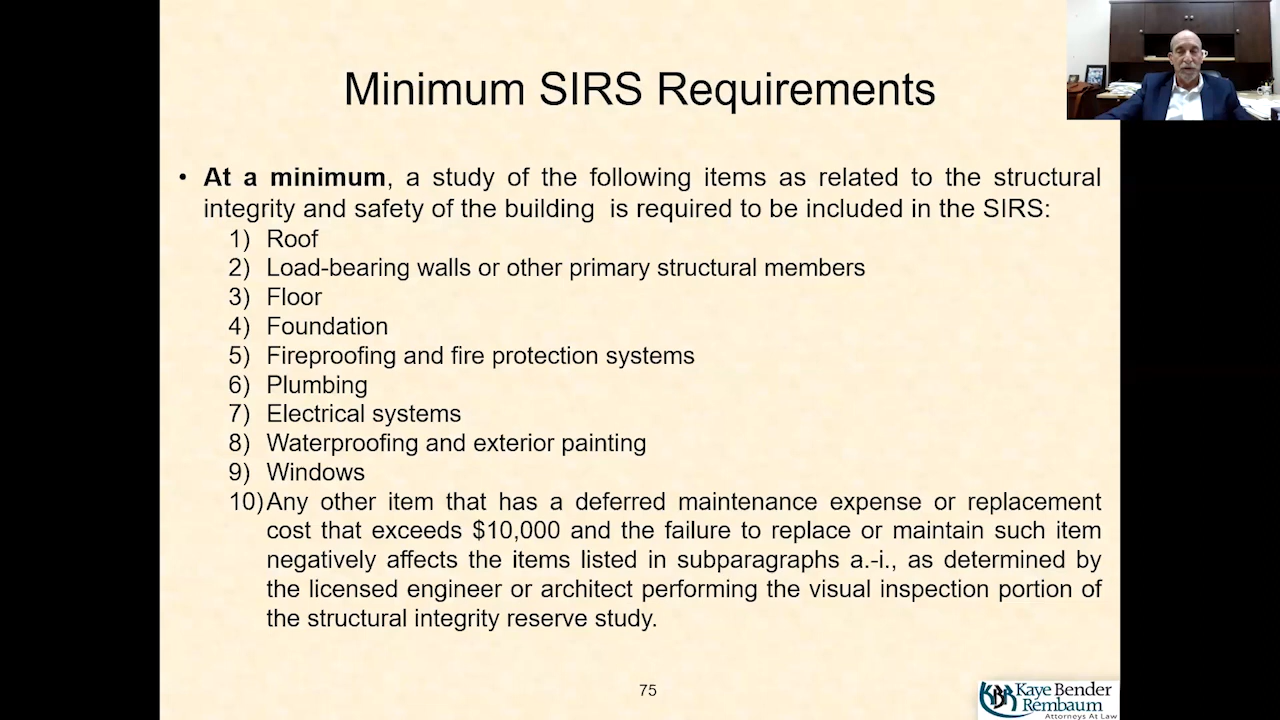 Minimum SIRS Requirements
• At a minimum, a study of the following items as related to the structural
integrity and safety of the building is required to be included in the SIRS:
1) Roof
2) Load-bearing walls or other primary structural members
3) Floor
4) Foundation
5) Fireproofing and fire protection systems
6) Plumbing
7) Electrical systems
8) Waterproofing and exterior painting
9) Windows
10) Any other item that has a deferred maintenance expense or replacement
cost that exceeds $10,000 and the failure to replace or maintain such item
negatively affects the items listed in subparagraphs a.-i., as determined by
the licensed engineer or architect performing the visual inspection portion of
the structural integrity reserve study.
75
KBR Kaye Bender
Rembaum
Attorneys At Law